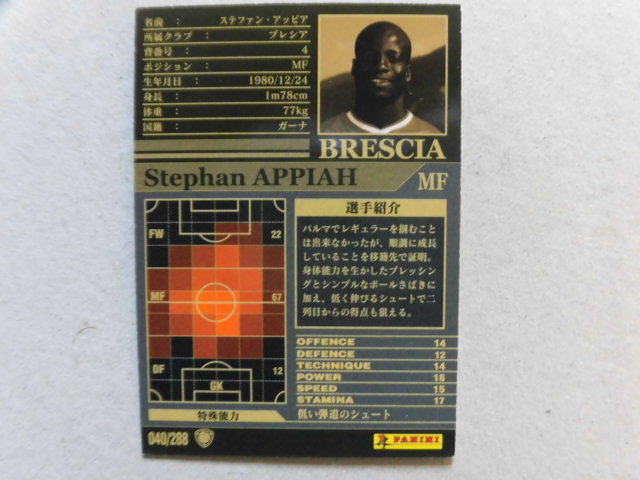 名前 : ステファン・アッピア
所属クラブ : ブレシア
背番号 : 4
ポジション : MF
生年月日 : 1980/12/24
身長 : 1m78cm
体重 : 77kg
国籍 : ガーナ
BRESCIA
Stephan APPIAH
MF
FW 22
MF 67
DF 12
GK
選手紹介
パルマでレギュラーを掴むこと
は出来なかったが、順調に成長
していることを移籍先で証明。
身体能力を生かしたプレッシン
グとシンプルなボールさばきに
加え、低く伸びるシュートで二
列目からの得点も狙える。
OFFENCE 14
DEFENCE 12
TECHNIQUE 14
POWER 16
SPEED 15
STAMINA 17
特殊能力
低い弾道のシュート
040/288
PANINI